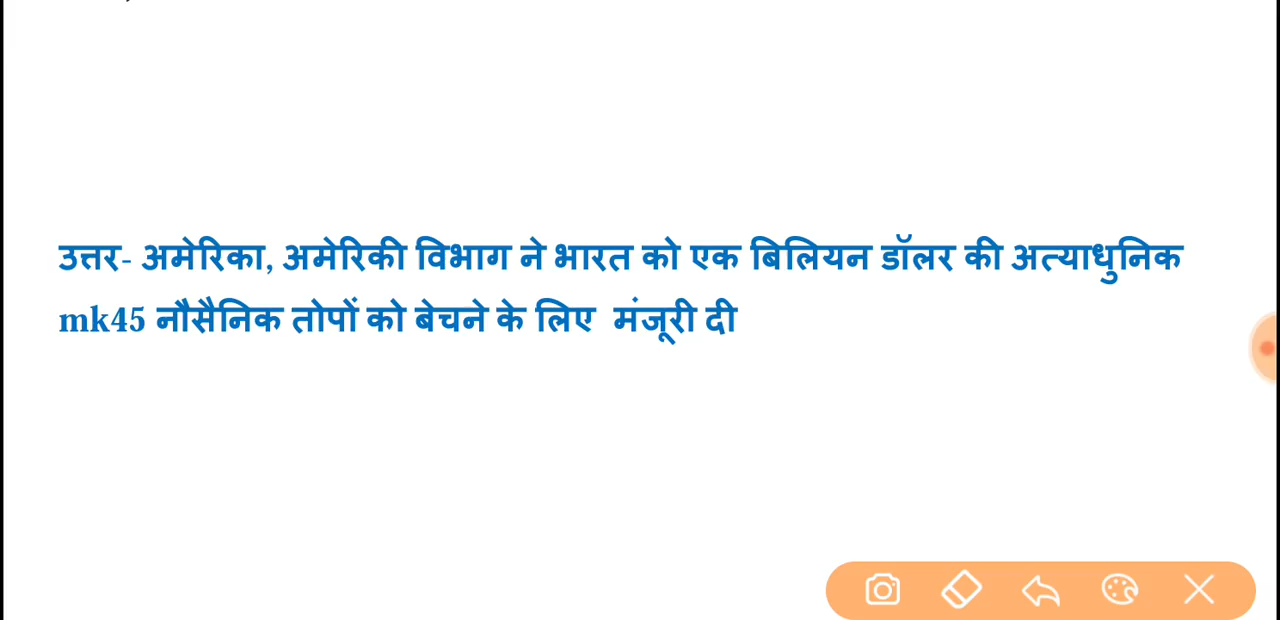 उत्तर- अमेरिका, अमेरिकी विभाग ने भारत को एक बिलियन डॉलर की अत्याधुनिक
mk45 नौसैनिक तोपों को बेचने के लिए मंजूरी दी